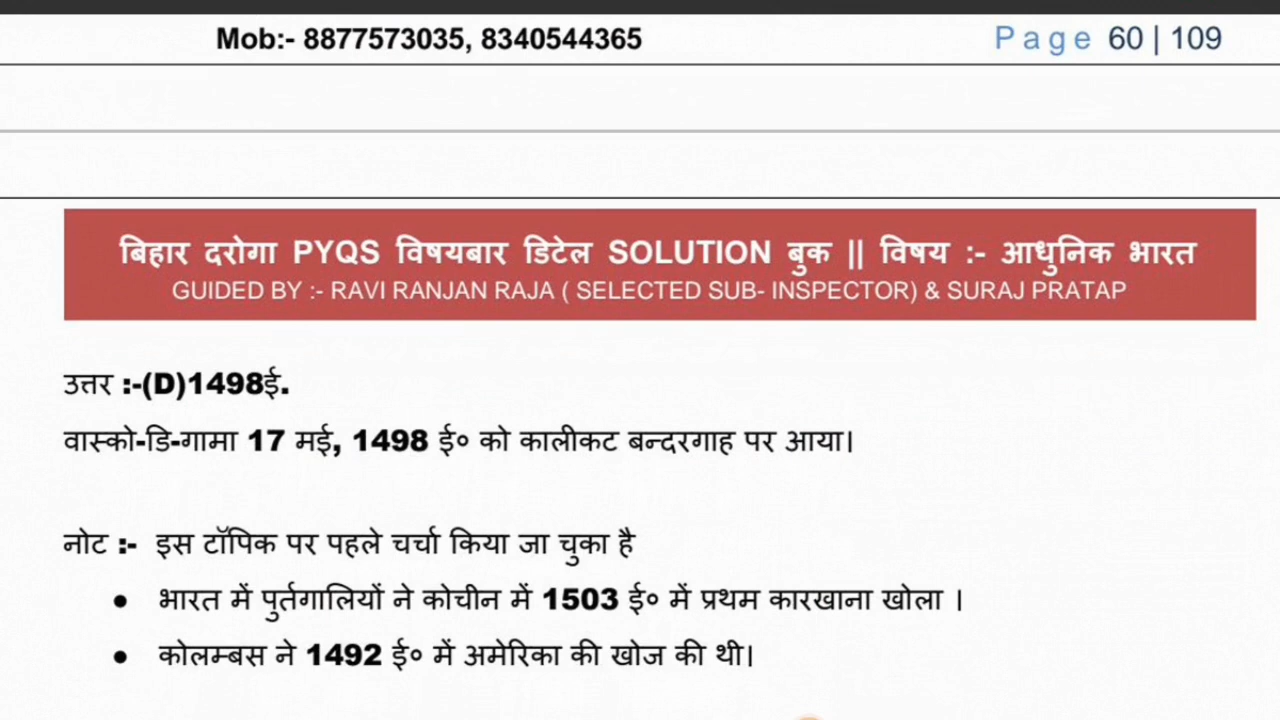 Mob:- 8877573035, 8340544365 Page 60 | 109
बिहार दरोगा PYQS विषयबार डिटेल SOLUTION बुक || विषय :- आधुनिक भारत
GUIDED BY :- RAVI RANJAN RAJA ( SELECTED SUB- INSPECTOR) & SURAJ PRATAP
उत्तर :-(D)1498ई.
वास्को-डि-गामा 17 मई, 1498 ई० को कालीकट बन्दरगाह पर आया।
नोट :- इस टॉपिक पर पहले चर्चा किया जा चुका है
● भारत में पुर्तगालियों ने कोचीन में 1503 ई० में प्रथम कारखाना खोला ।
● कोलम्बस ने 1492 ई० में अमेरिका की खोज की थी।